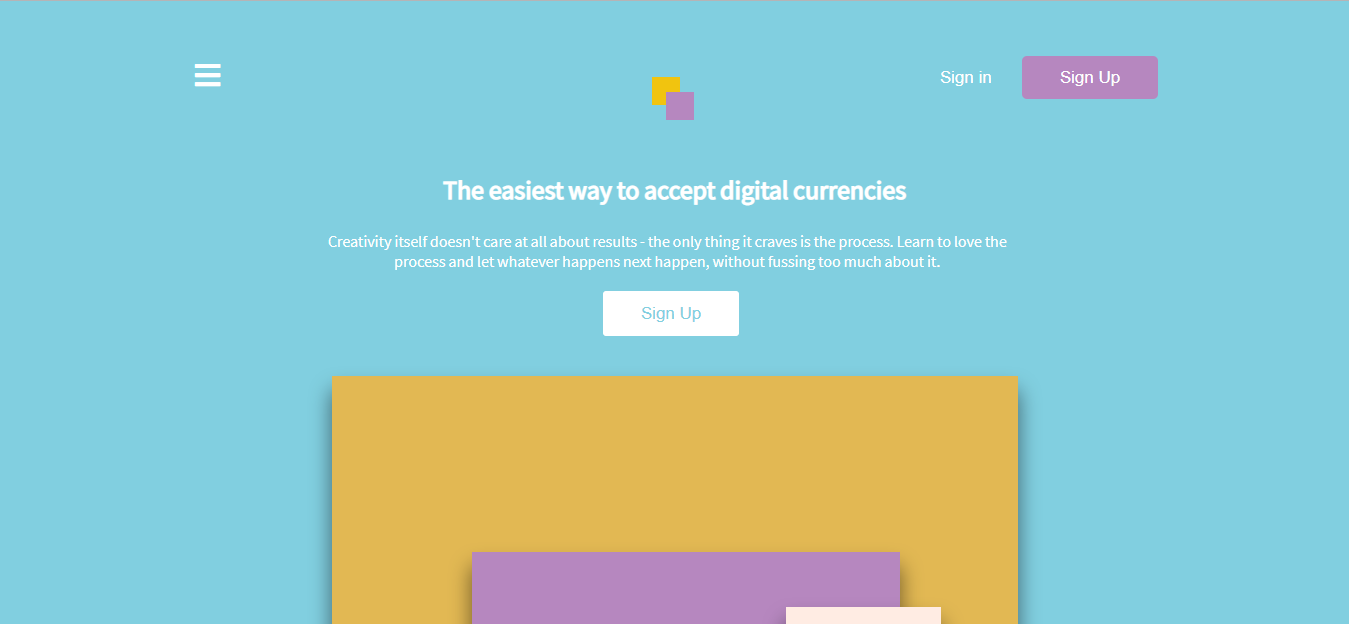 Sign in
Sign Up
The easiest way to accept digital currencies
Creativity itself doesn't care at all about results - the only thing it craves is the process. Learn to love the
process and let whatever happens next happen, without fussing too much about it.
Sign Up